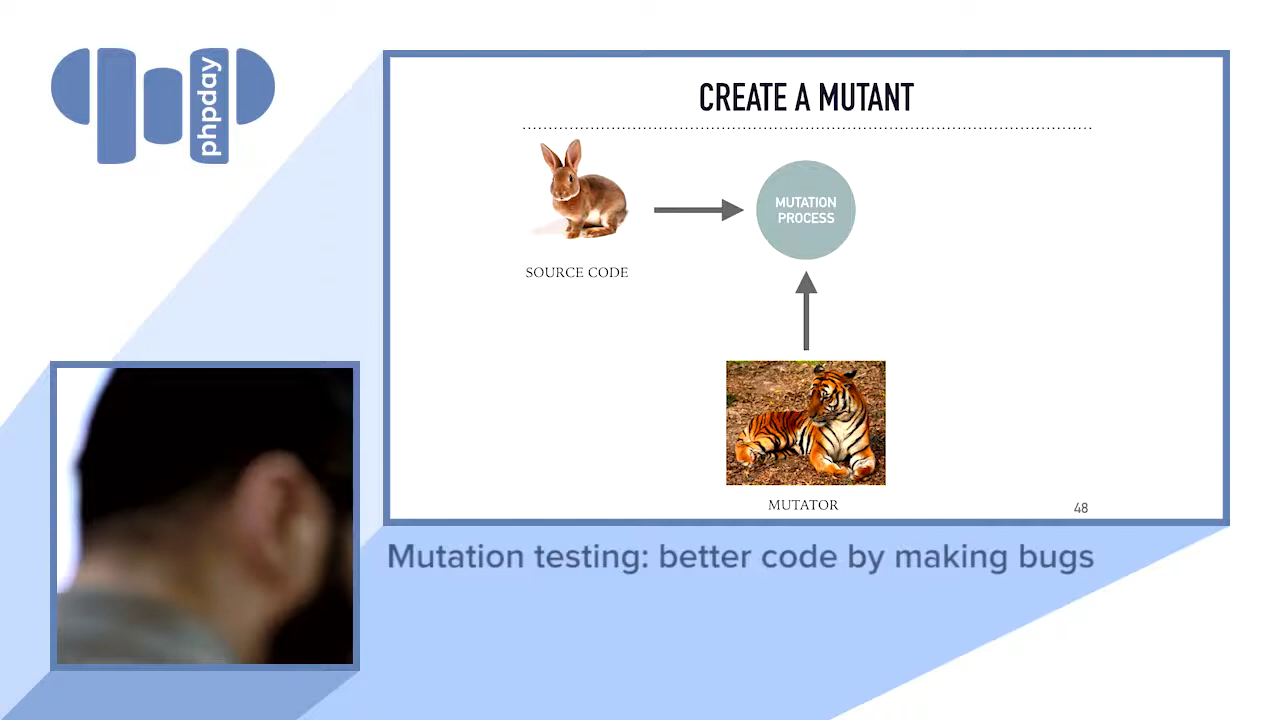 phpday
CREATE A MUTANT
MUTATION
PROCESS
SOURCE CODE
MUTATOR
48
Mutation testing: better code by making bugs